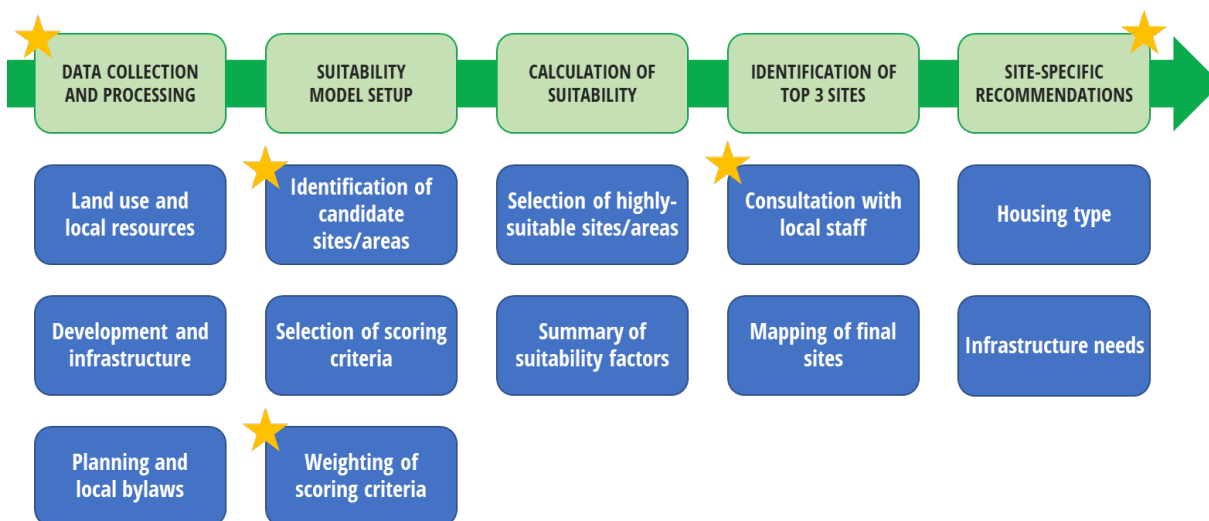 DATA COLLECTION
AND PROCESSING
SUITABILITY
MODEL SETUP
CALCULATION OF
SUITABILITY
IDENTIFICATION OF
TOP 3 SITES
SITE-SPECIFIC
RECOMMENDATIONS
Land use and
local resources
Identification of
candidate
sites/areas
Selection of highly-
suitable sites/areas
Consultation with
local staff
Housing type
Development and
infrastructure
Selection of scoring
criteria
Summary of
suitability factors
Mapping of final
sites
Infrastructure needs
Planning and
local bylaws
Weighting of
scoring criteria